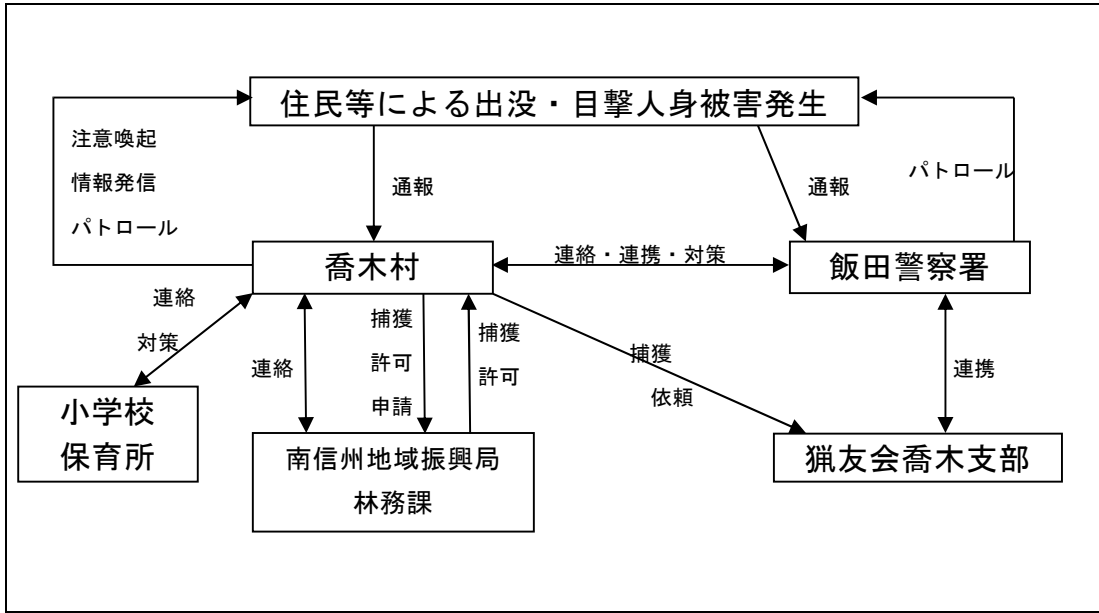 住民等による出没・目撃人身被害発生
注意喚起
情報発信
パトロール
通報
通報
パトロール
喬木村
連絡・連携・対策
飯田警察署
連絡
対策
連絡
捕獲
許可
申請
捕獲
許可
捕獲
依頼
連携
小学校
保育所
南信州地域振興局
林務課
猟友会喬木支部